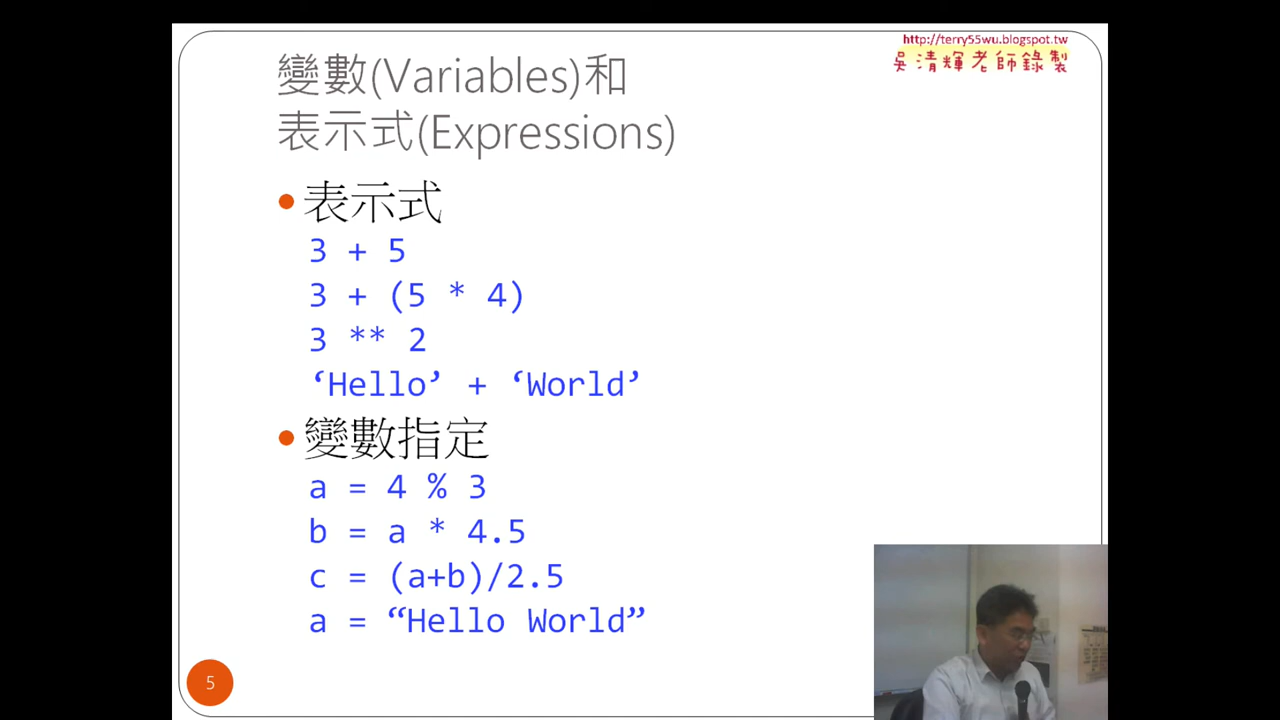 http://terry55wu.blogspot.tw
吳清輝老師錄製
變數(Variables)和
表示式(Expressions)
表示式
3 + 5
3 + (5 * 4)
3 ** 2
‘Hello’ + ‘World’
變數指定
a = 4 % 3
b = a * 4.5
c = (a+b)/2.5
a = “Hello World”
5